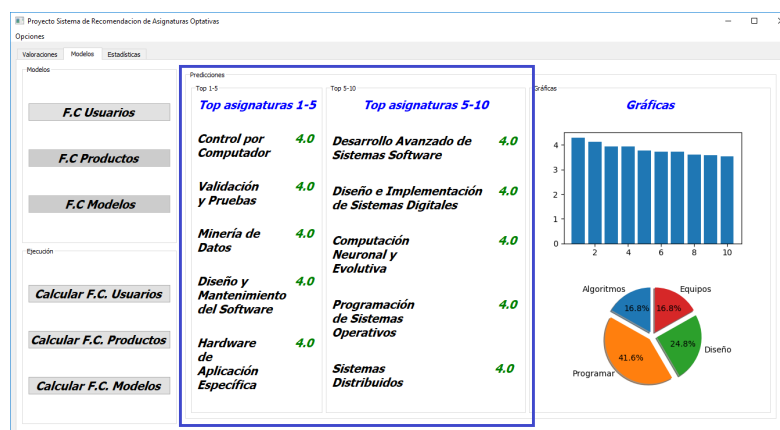 Proyecto Sistema de Recomendacion de Asignaturas Optativas
Opciones
Valoraciones Modelos Estadísticas
Modelos
F.C Usuarios
F.C Productos
F.C Modelos
Ejecución
Calcular F.C. Usuarios
Calcular F.C. Productos
Calcular F.C. Modelos
Predicciones
Top 1-5
Top asignaturas 1-5
Control por 4.0
Computador
Validación 4.0
y Pruebas
Minería de 4.0
Datos
Diseño y 4.0
Mantenimiento
del Software
Hardware 4.0
de
Aplicación
Específica
Top 5-10
Top asignaturas 5-10
Desarrollo Avanzado de 4.0
Sistemas Software
Diseño e Implementación 4.0
de Sistemas Digitales
Computación 4.0
Neuronal y
Evolutiva
Programación 4.0
de Sistemas
Operativos
Sistemas 4.0
Distribuidos
Gráficas
Gráficas
4
3
2
1
0
2 4 6 8 10
Algoritmos Equipos
16.8% 16.8%
24.8% Diseño
41.6%
Programar